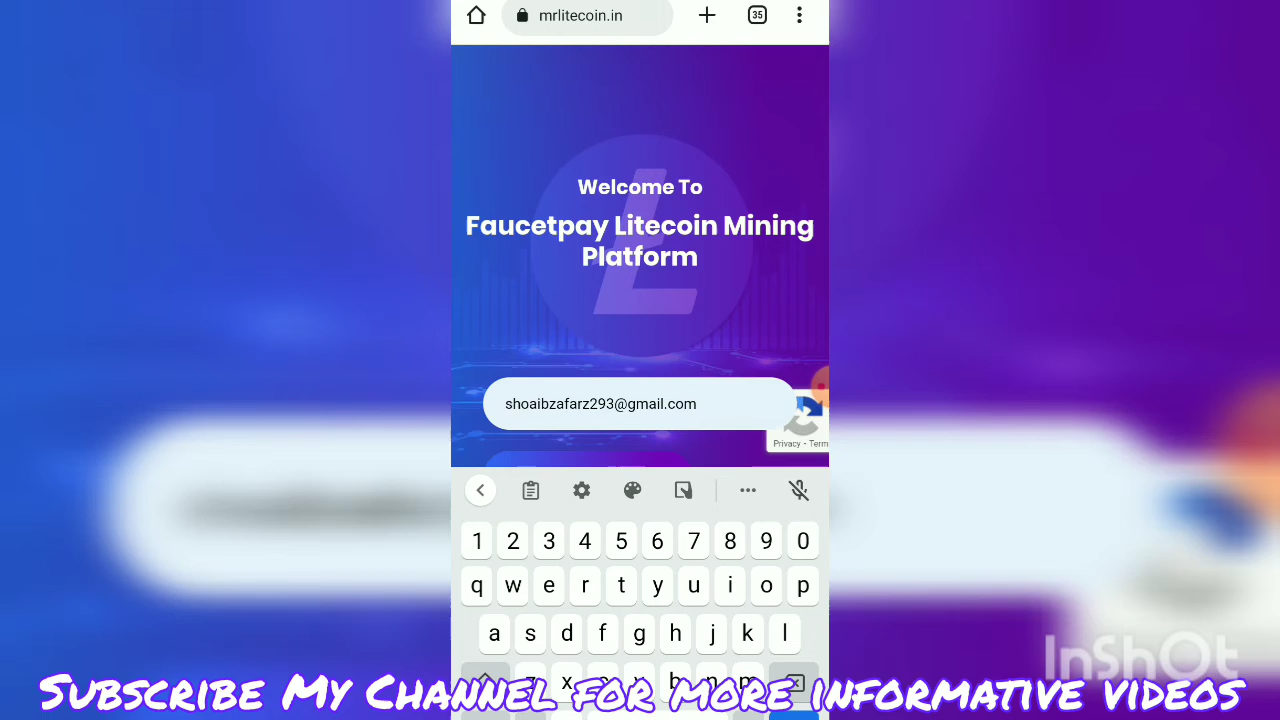 mrlitecoin.in
35
Welcome To
Faucetpay Litecoin Mining
Platform
shoaibzafarz293@gmail.com
Privacy - Term
1 2 3 4 5 6 7 8 9 0
q w e r t y u i o p
a s d f g h j k l
InShOt
Subscribe My Channel for more informative videos